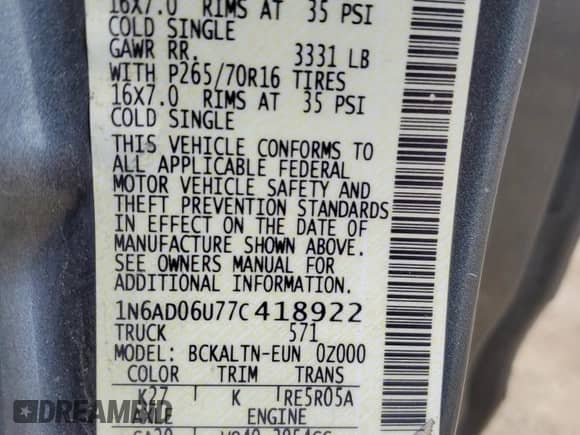 16X7.0 RIMS AT 35 PSI
COLD SINGLE
GAWR RR. 3331 LB
WITH P265/70R16 TIRES
16X7.0 RIMS AT 35 PSI
COLD SINGLE
THIS VEHICLE CONFORMS TO
ALL APPLICABLE FEDERAL
MOTOR VEHICLE SAFETY AND
THEFT PREVENTION STANDARDS
IN EFFECT ON THE DATE OF
MANUFACTURE SHOWN ABOVE.
SEE OWNERS MANUAL FOR
ADDITIONAL INFORMATION
1N6AD06U77C418922
TRUCK 571
MODEL: BCKALTN-EUN 0Z000
COLOR TRIM TRANS
K27 K RE5R05A
AXLE ENGINE
DREAMBID